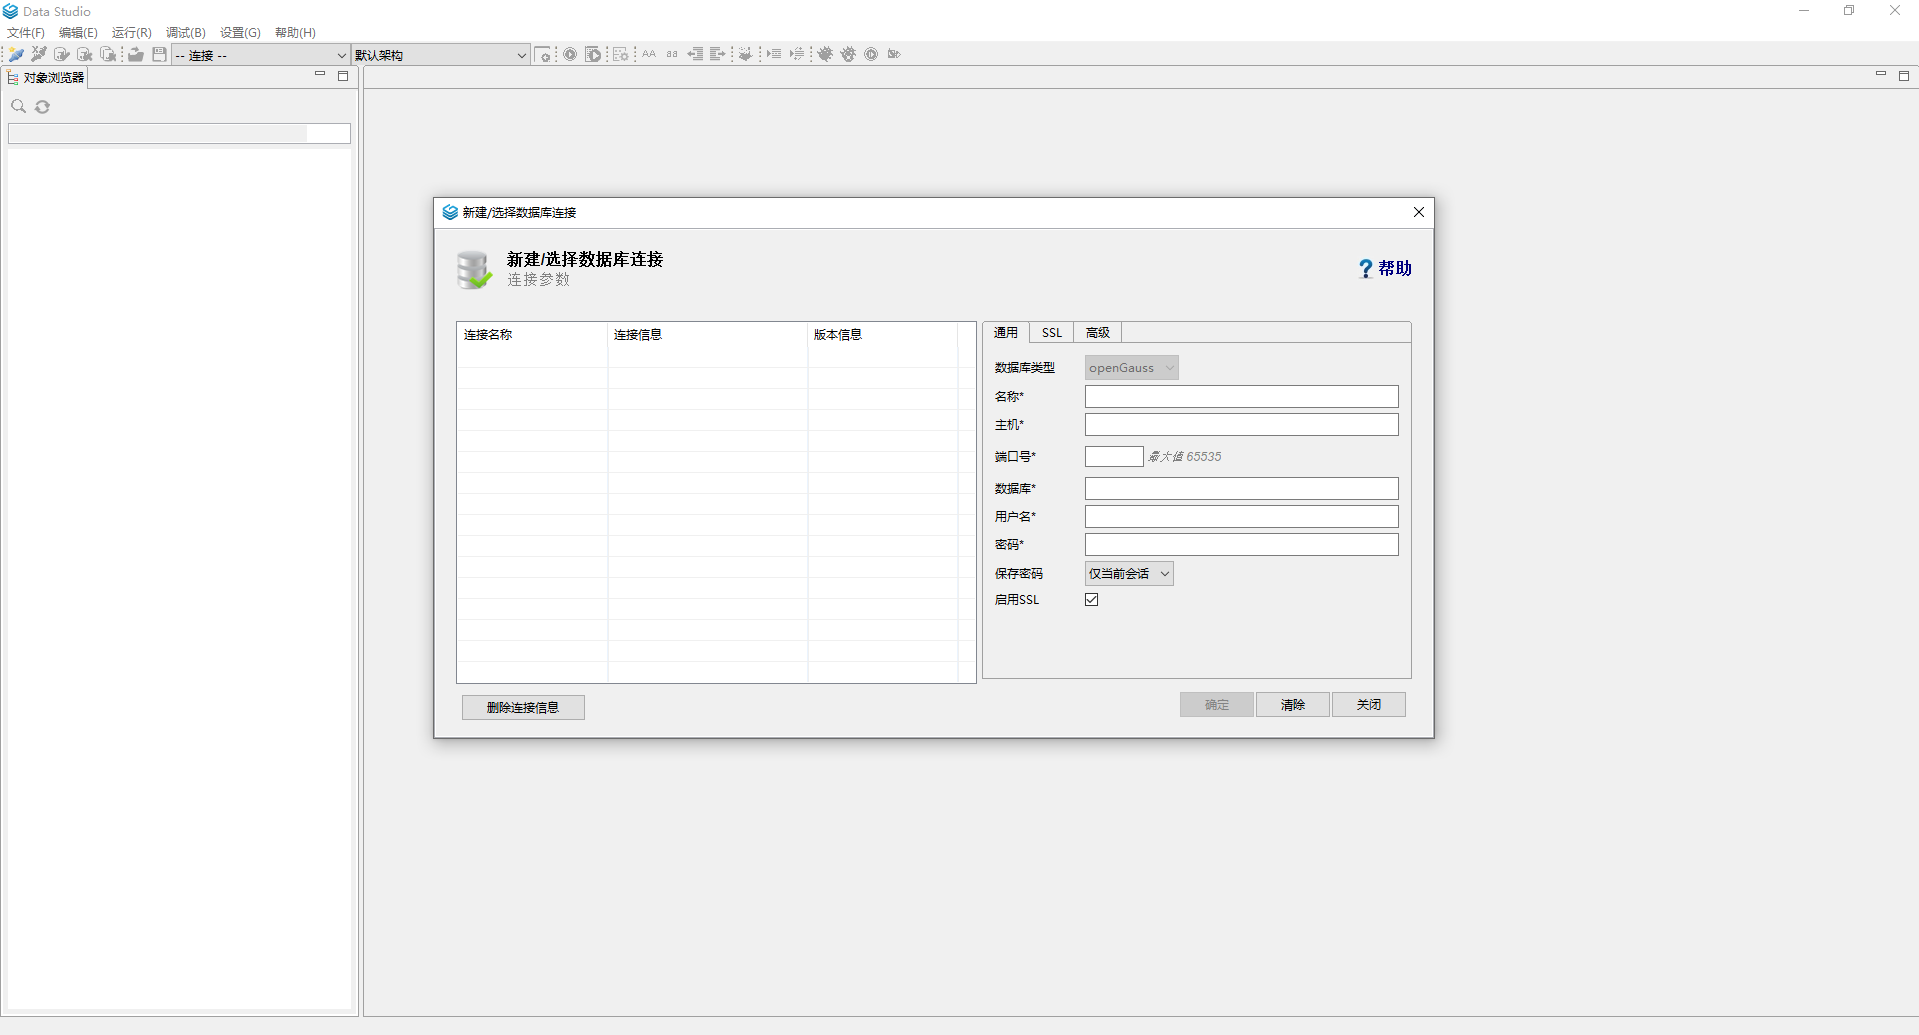 Data Studio
文件(F) 编辑(E) 运行(R) 调试(B) 设置(G) 帮助(H)
-- 连接 -- 默认架构 AA aa
对象浏览器
新建/选择数据库连接
新建/选择数据库连接
连接参数
帮助
连接名称 连接信息 版本信息
通用 SSL 高级
数据库类型 openGauss
名称*
主机*
端口号* 最大值 65535
数据库*
用户名*
密码*
保存密码 仅当前会话
启用SSL
删除连接信息
确定 清除 关闭